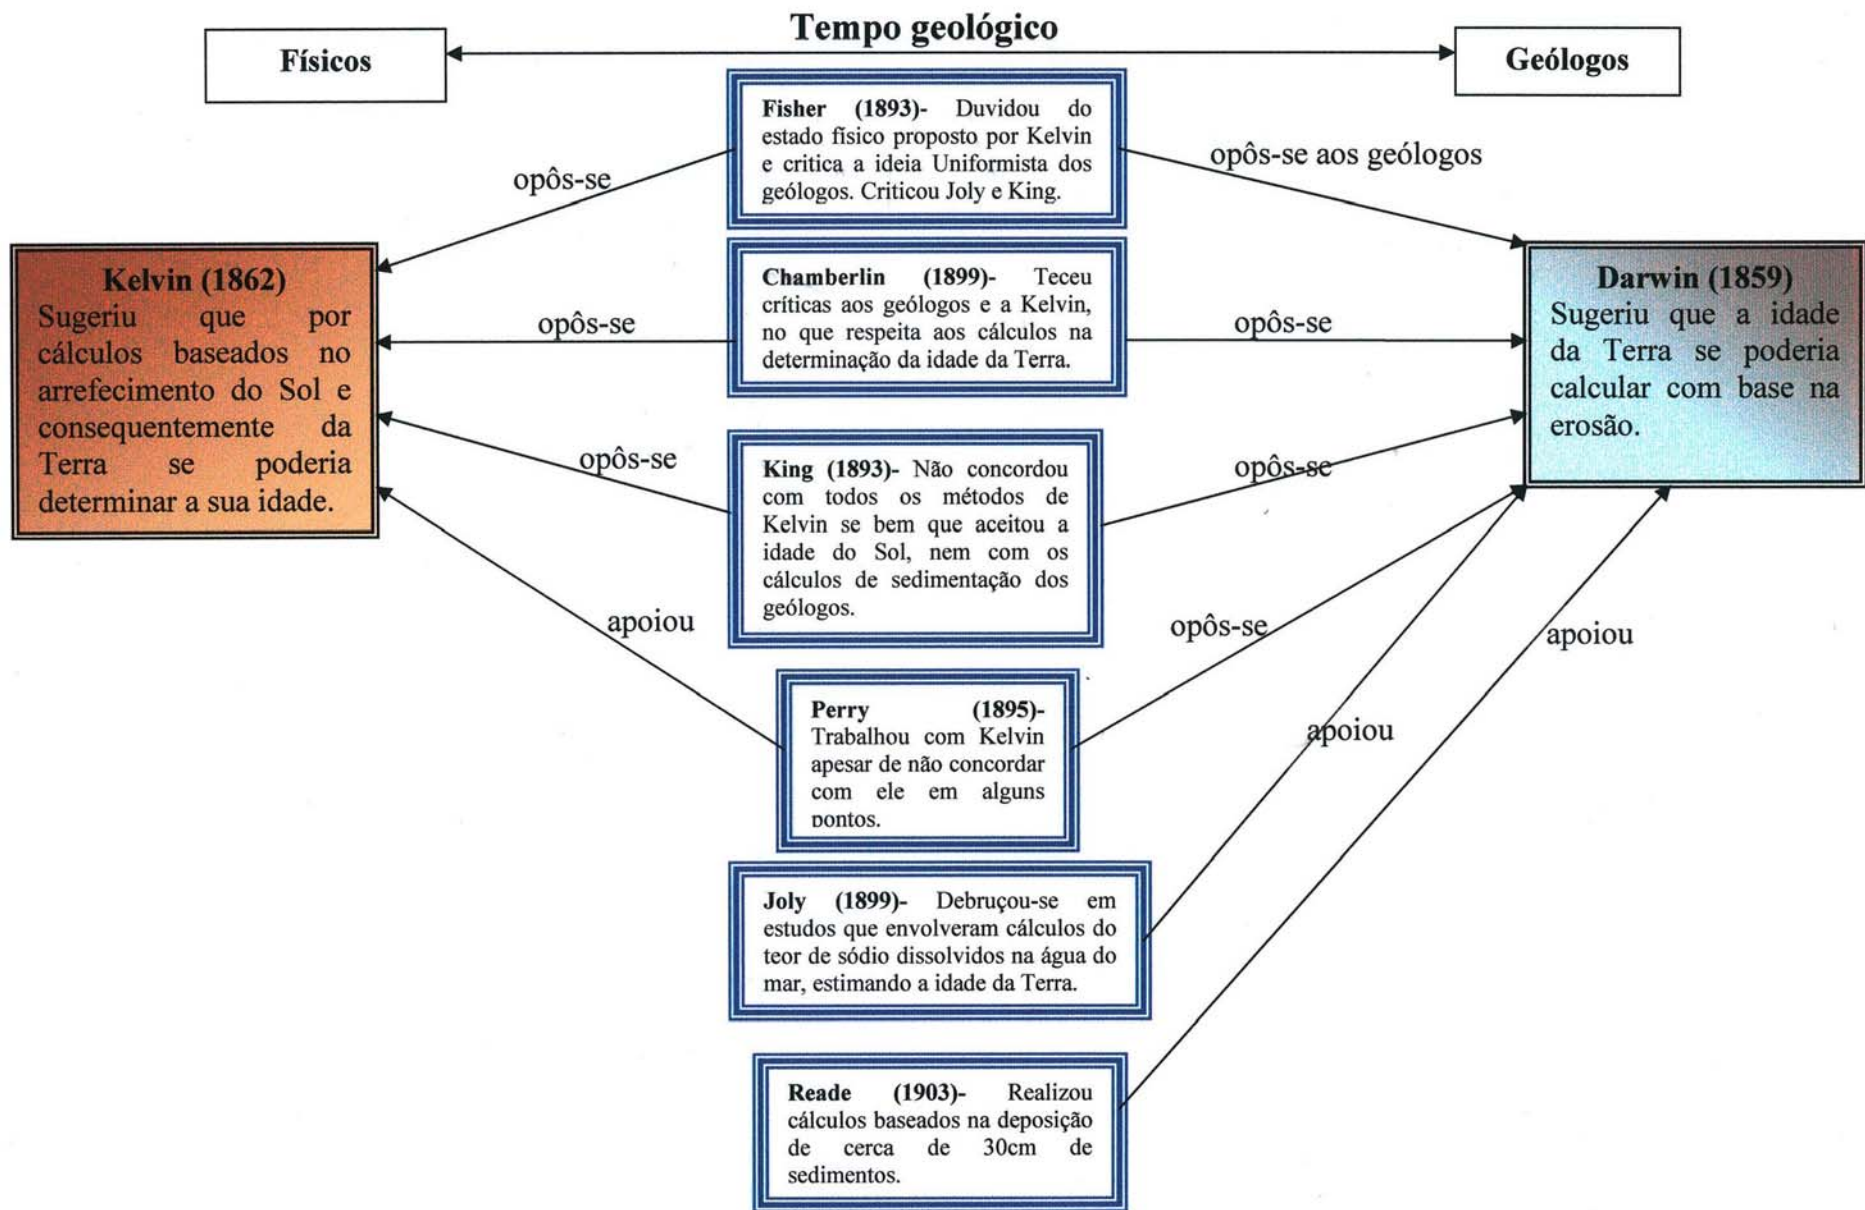 Tempo geológico
Físicos
Geólogos
Fisher (1893)- Duvidou do
estado físico proposto por Kelvin
e critica a ideia Uniformista dos
geólogos. Criticou Joly e King.
opôs-se
opôs-se aos geólogos
Kelvin (1862)
Sugeriu que por
cálculos baseados no
arrefecimento do Sol e
consequentemente da
Terra se poderia
determinar a sua idade.
Chamberlin (1899)- Teceu
críticas aos geólogos e a Kelvin,
no que respeita aos cálculos na
determinação da idade da Terra.
opôs-se
opôs-se
Darwin (1859)
Sugeriu que a idade
da Terra se poderia
calcular com base na
erosão.
King (1893)- Não concordou
com todos os métodos de
Kelvin se bem que aceitou a
idade do Sol, nem com os
cálculos de sedimentação dos
geólogos.
opôs-se
opôs-se
Perry (1895)-
Trabalhou com Kelvin
apesar de não concordar
com ele em alguns
pontos.
apoiou
opôs-se
Joly (1899)- Debruçou-se em
estudos que envolveram cálculos do
teor de sódio dissolvidos na água do
mar, estimando a idade da Terra.
apoiou
Reade (1903)- Realizou
cálculos baseados na deposição
de cerca de 30cm de
sedimentos.
apoiou